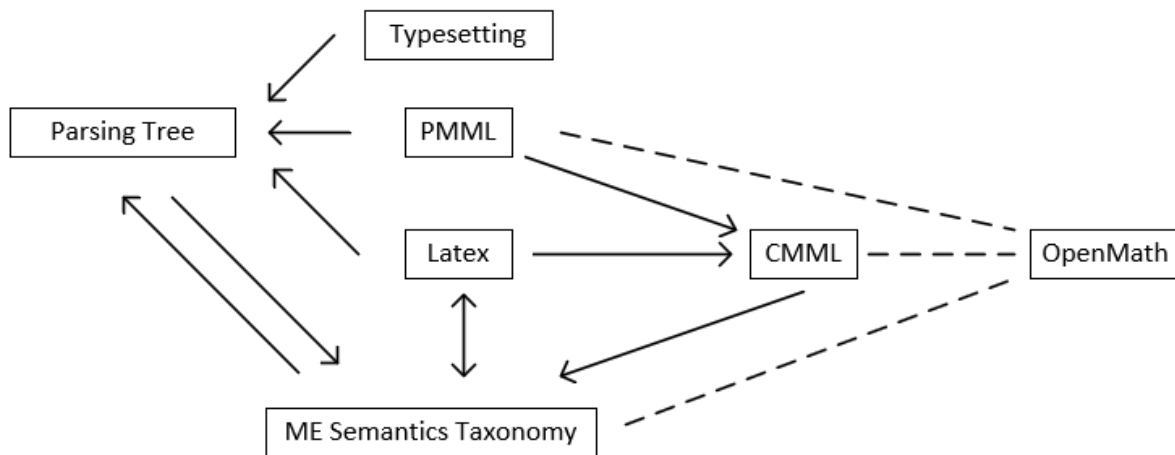 Typesetting
Parsing Tree
PMML
Latex
CMML
OpenMath
ME Semantics Taxonomy